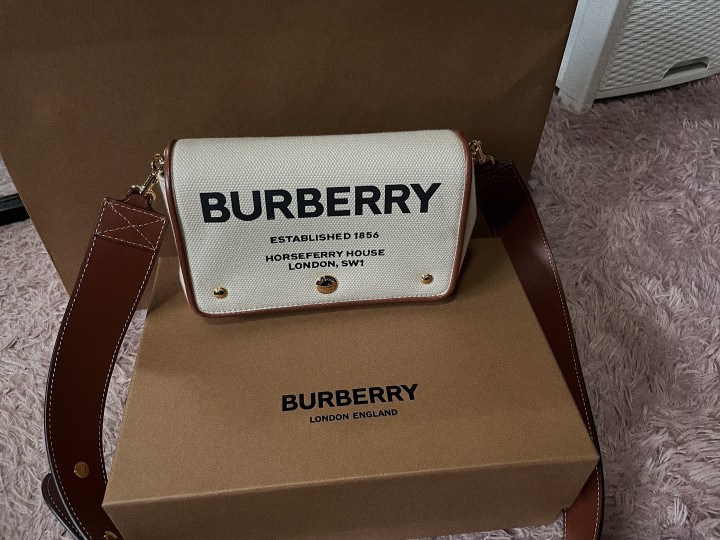 BURBERRY
ESTABLISHED 1856
HORSEFERRY HOUSE
LONDON, SW1
BURBERRY
LONDON ENGLAND